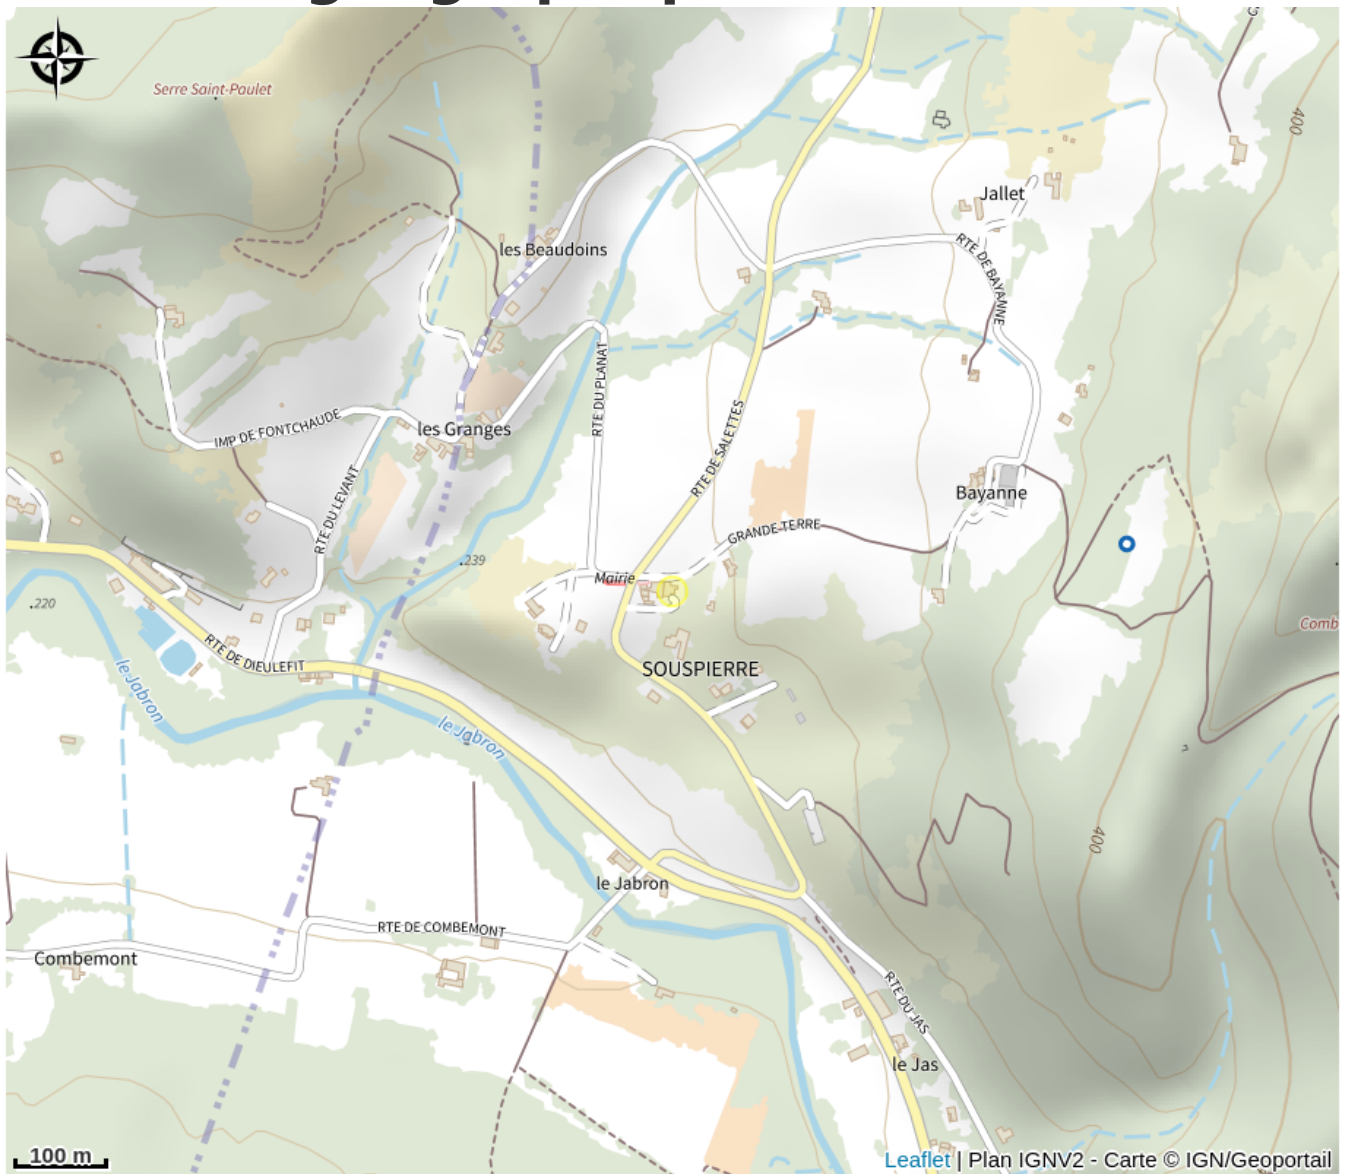 Serre Saint-Paulet
400
Jallet
les Beaudoins
RTE DE BAYANNE
RTE DU PLANAT
RTE DE SALETTES
IMP DE FONTCHAUDE
les Granges
RTE DU LEVANT
Bayanne
GRANDE TERRE
239
Mairie
220
Comb
RTE DE DIEULEFIT
SOUSPIERRE
le Jabron
le Jabron
400
le Jabron
RTE DE COMBEMONT
Combemont
RTE DU JAS
le Jas
100 m
Leaflet | Plan IGNV2 - Carte © IGN/Geoportail